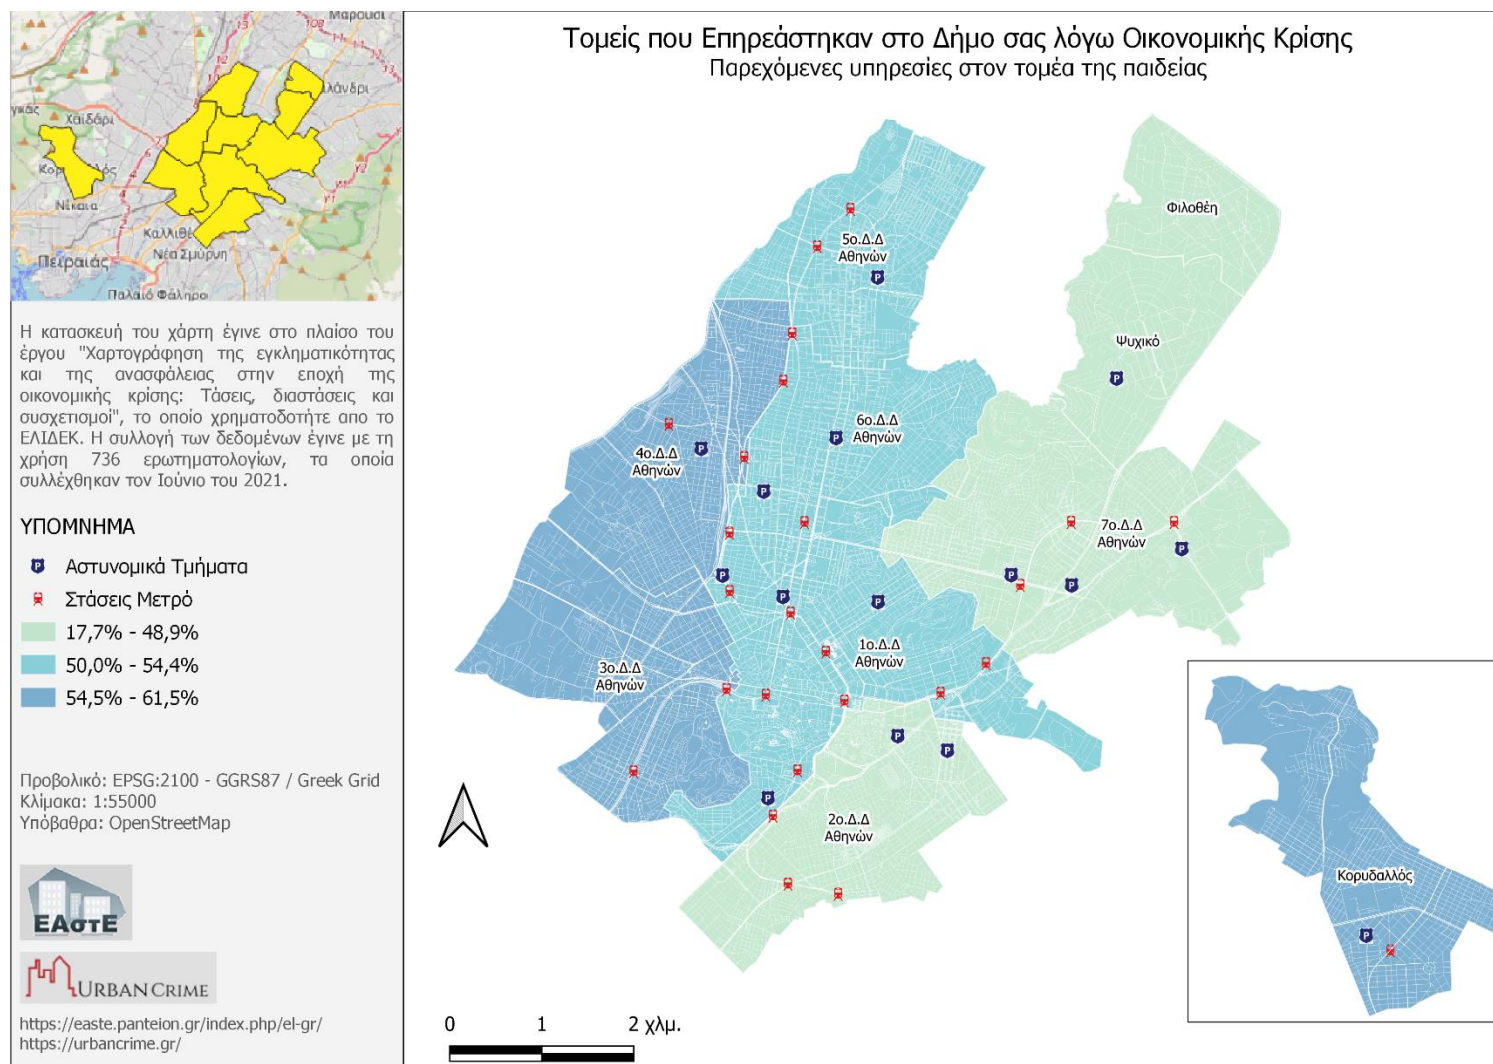 Τομείς που Επηρεάστηκαν στο Δήμο σας λόγω Οικονομικής Κρίσης
Παρεχόμενες υπηρεσίες στον τομέα της παιδείας
Μαρούσι
Χαϊδάρι
Νίκαια
Καλλιθέ
Νέα Σμύρνη
Πειραιάς
Παλαιό Φάληρο
Η κατασκευή του χάρτη έγινε στο πλαίσο του
έργου "Χαρτογράφηση της εγκληματικότητας
και της ανασφάλειας στην εποχή της
οικονομικής κρίσης: Τάσεις, διαστάσεις και
συσχετισμοί", το οποίο χρηματοδοτήτε απο το
ΕΛΙΔΕΚ. Η συλλογή των δεδομένων έγινε με τη
χρήση 736 ερωτηματολογίων, τα οποία
συλλέχθηκαν τον Ιούνιο του 2021.
ΥΠΟΜΝΗΜΑ
Αστυνομικά Τμήματα
Στάσεις Μετρό
17,7% - 48,9%
50,0% - 54,4%
54,5% - 61,5%
Προβολικό: EPSG:2100 - GGRS87 / Greek Grid
Κλίμακα: 1:55000
Υπόβαθρα: OpenStreetMap
ΕΑστΕ
URBAN CRIME
https://easte.panteion.gr/index.php/el-gr/
https://urbancrime.gr/
Φιλοθέη
5ο.Δ.Δ
Αθηνών
Ψυχικό
6ο.Δ.Δ
Αθηνών
4ο.Δ.Δ
Αθηνών
7ο.Δ.Δ
Αθηνών
1ο.Δ.Δ
Αθηνών
3ο.Δ.Δ
Αθηνών
2ο.Δ.Δ
Αθηνών
Κορυδαλλός
0 1 2 χλμ.